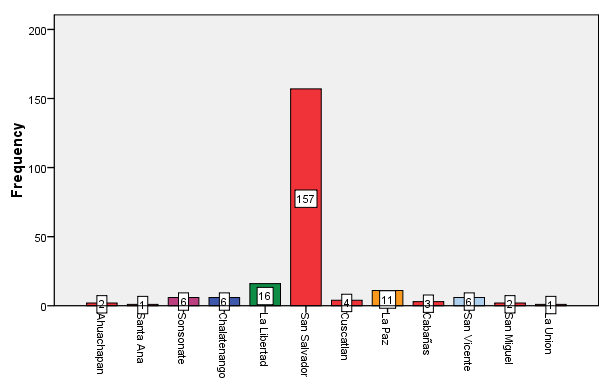 200
150
100
50
0
Frequency
2
1
6
6
16
157
4
11
3
6
2
1
Ahuachapan
Santa Ana
Sonsonate
Chalatenango
La Libertad
San Salvador
Cuscatlan
La Paz
Cabañas
San Vicente
San Miguel
La Union